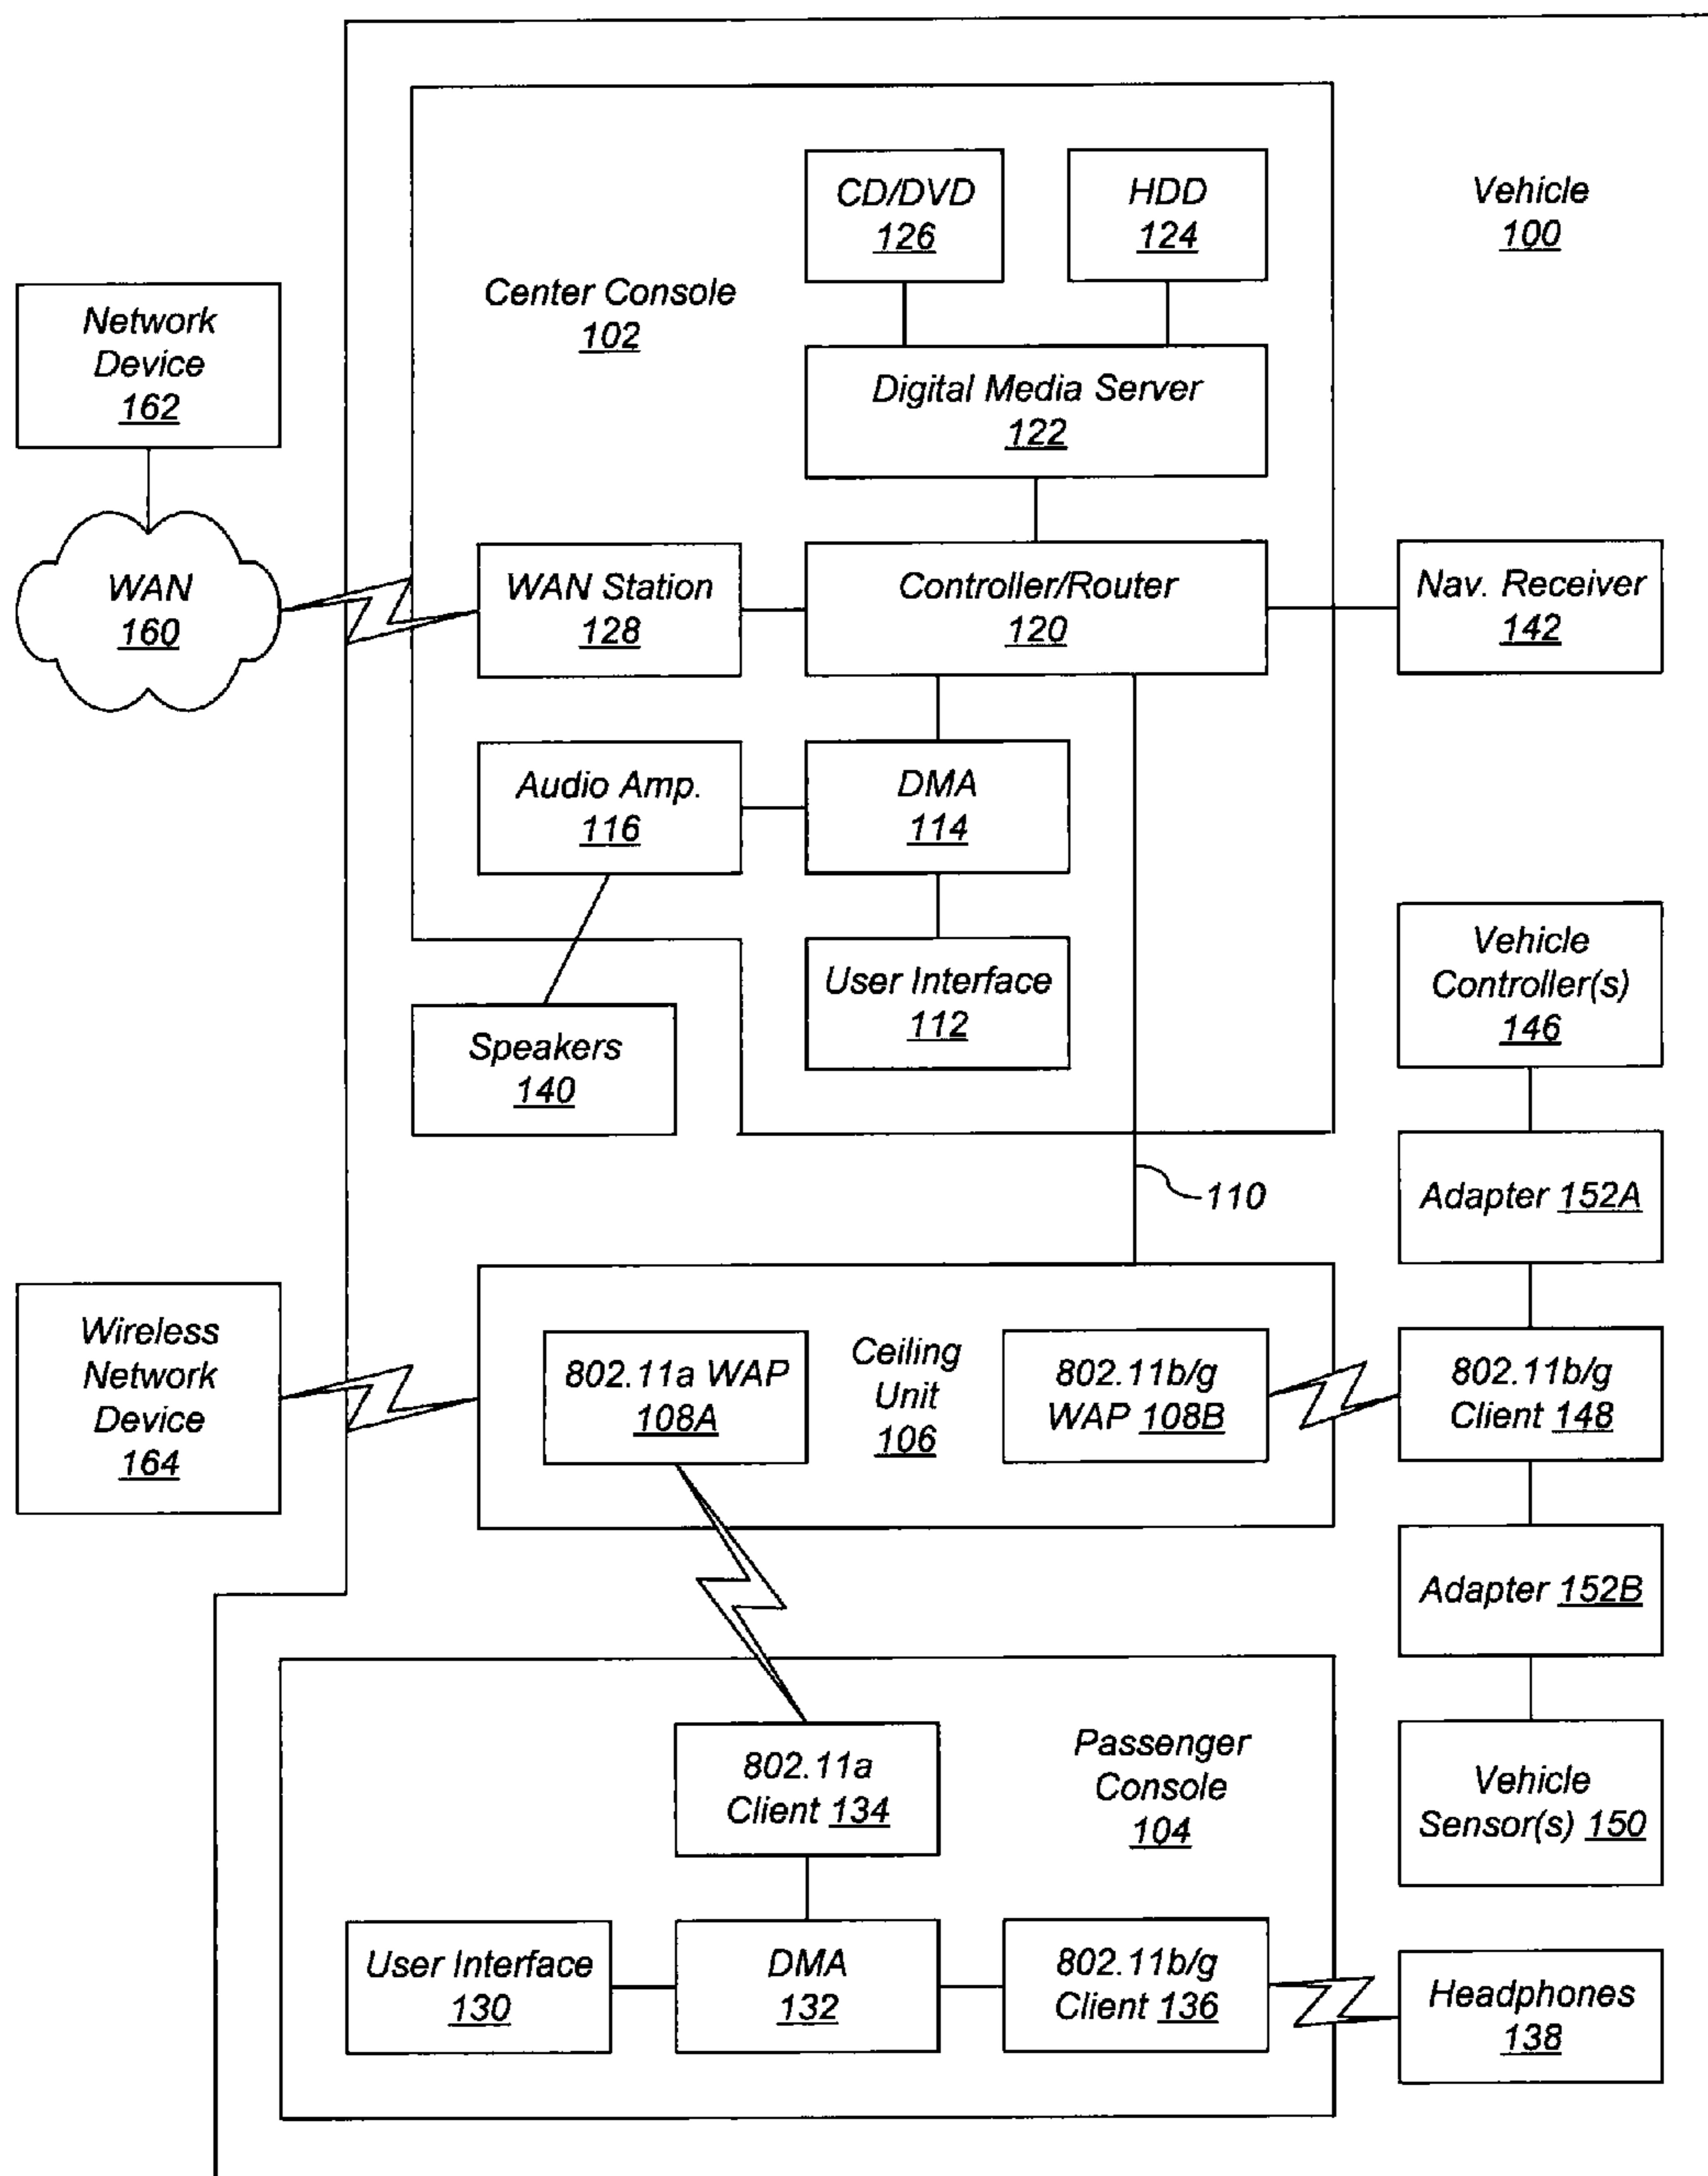 Vehicle
100
Center Console
102
CD/DVD
126
HDD
124
Digital Media Server
122
Network
Device
162
WAN
160
WAN Station
128
Controller/Router
120
Nav. Receiver
142
Audio Amp.
116
DMA
114
User Interface
112
Speakers
140
Vehicle
Controller(s)
146
Adapter 152A
110
Wireless
Network
Device
164
802.11a WAP
108A
Ceiling
Unit
106
802.11b/g
WAP 108B
802.11b/g
Client 148
Adapter 152B
Vehicle
Sensor(s) 150
Passenger
Console
104
802.11a
Client 134
User Interface
130
DMA
132
802.11b/g
Client 136
Headphones
138